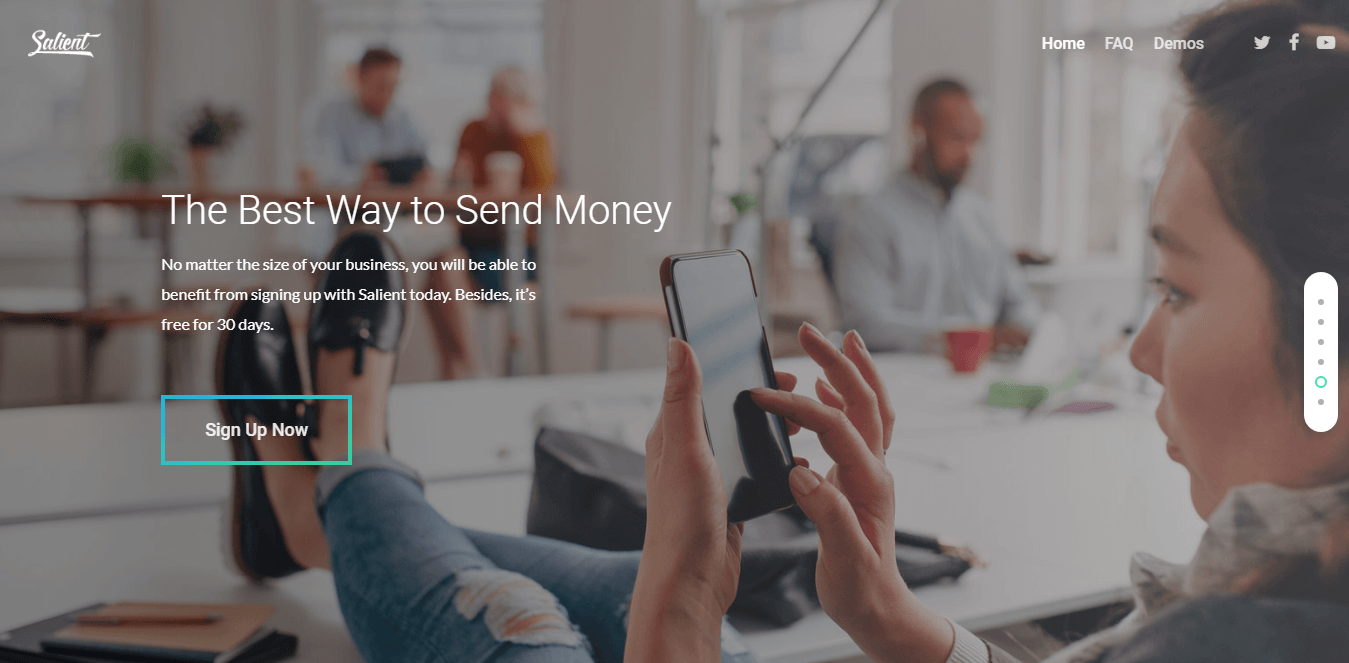 Salient
Home FAQ Demos
The Best Way to Send Money
No matter the size of your business, you will be able to
benefit from signing up with Salient today. Besides, it’s
free for 30 days.
Sign Up Now